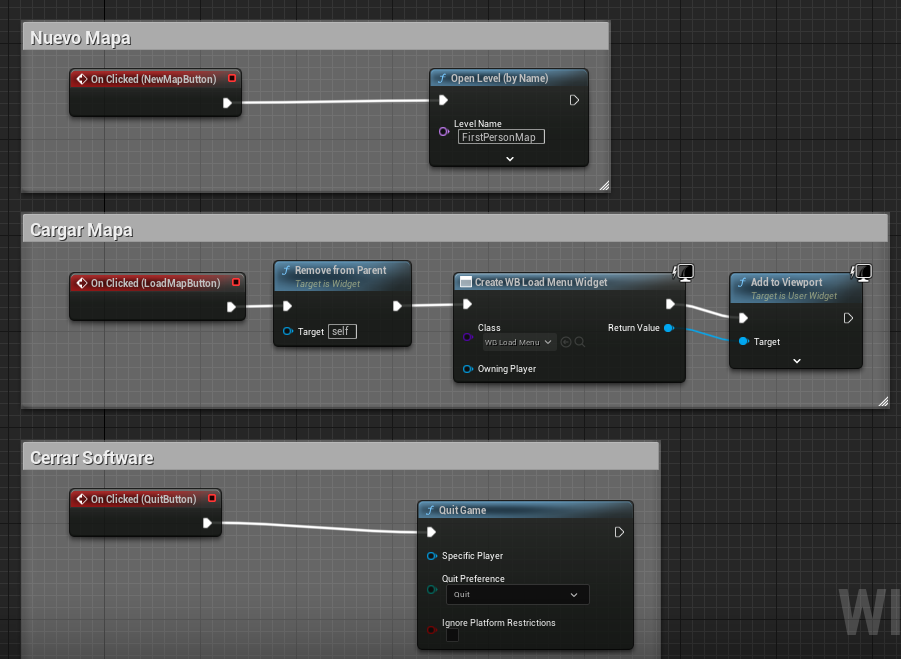 Nuevo Mapa
On Clicked (NewMapButton)
Open Level (by Name)
Level Name
FirstPersonMap
Cargar Mapa
On Clicked (LoadMapButton)
Remove from Parent
Target is Widget
Target self
Create WB Load Menu Widget
Class
WB Load Menu
Return Value
Owning Player
Add to Viewport
Target is User Widget
Target
Cerrar Software
On Clicked (QuitButton)
Quit Game
Specific Player
Quit Preference
Quit
Ignore Platform Restrictions